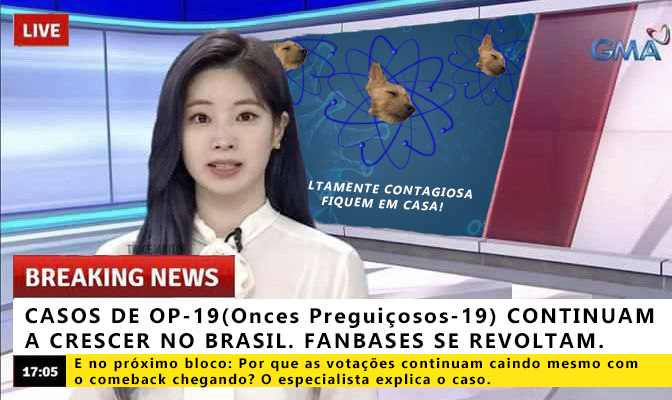 LIVE
GMA
LTAMENTE CONTAGIOSA
FIQUEM EM CASA!
BREAKING NEWS
CASOS DE OP-19(Onces Preguiçosos-19) CONTINUAM
A CRESCER NO BRASIL. FANBASES SE REVOLTAM.
17:05
E no próximo bloco: Por que as votações continuam caindo mesmo com
o comeback chegando? O especialista explica o caso.